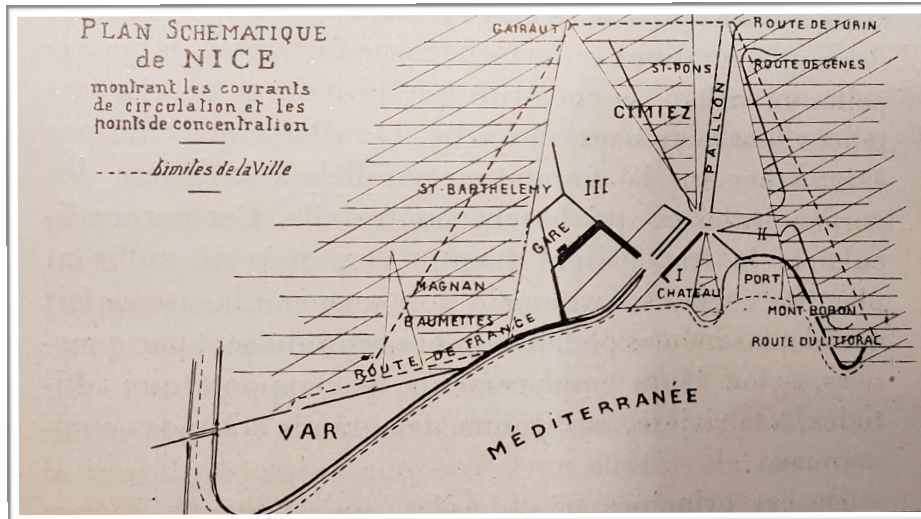 PLAN SCHEMATIQUE
de NICE
montrant les courants
de circulation et les
points de concentration
Limites de la Ville
GAIRAUT
ROUTE DE TURIN
ST-PONS
ROUTE DE GÊNES
CIMIEZ
PAILLON
ST-BARTHELEMY
III
GARE
II
I
CHATEAU
PORT
MAGNAN
MONT-BORON
BAUMETTES
ROUTE DE FRANCE
ROUTE DU LITTORAL
VAR
MÉDITERRANÉE